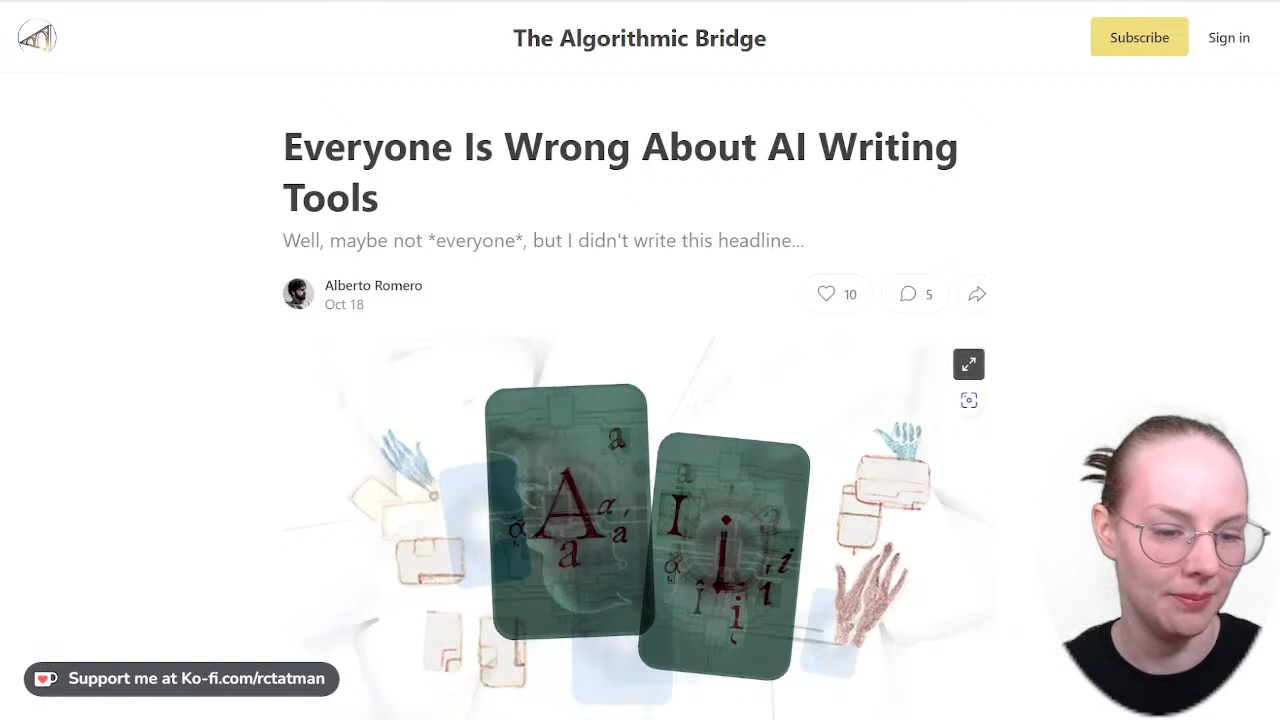 The Algorithmic Bridge
Subscribe
Sign in
Everyone Is Wrong About AI Writing
Tools
Well, maybe not *everyone*, but I didn't write this headline...
Alberto Romero
Oct 18
10
5
a
A
a
a
I
i
i
i
Support me at Ko-fi.com/rctatman